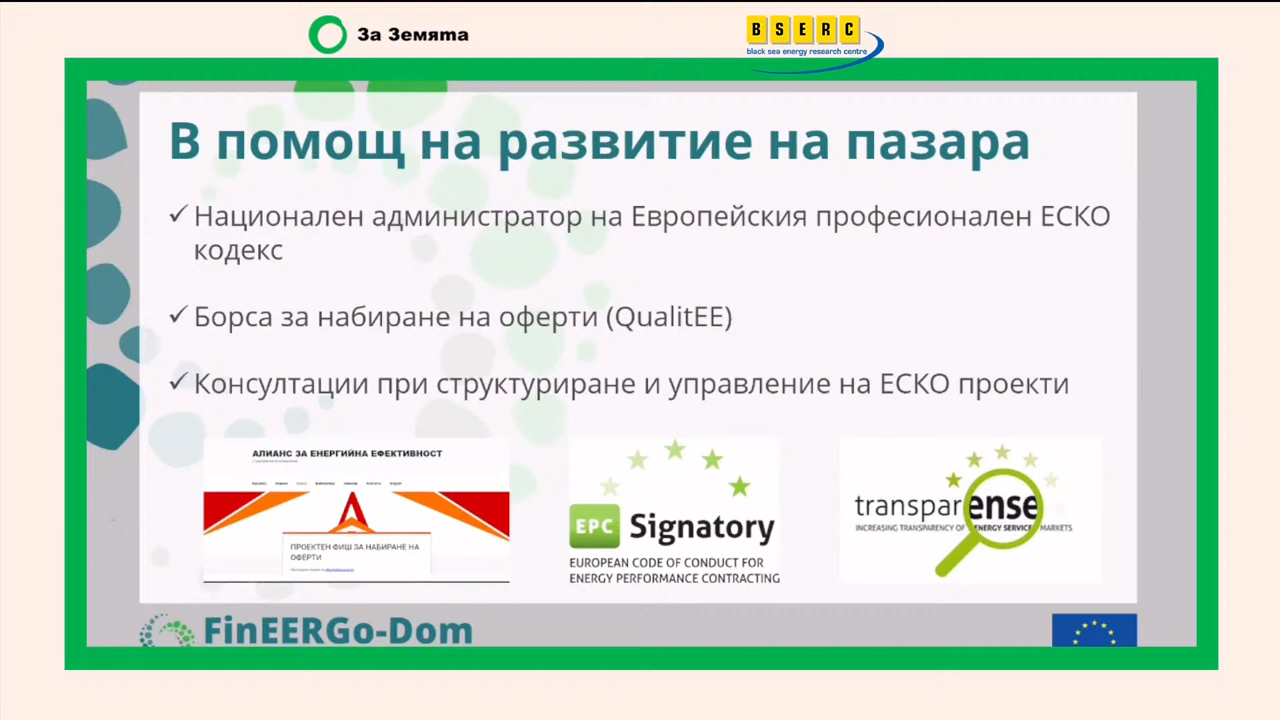 За Земята
BSERC
black sea energy research centre
В помощ на развитие на пазара
✓ Национален администратор на Европейския професионален ЕСКО
кодекс
✓ Борса за набиране на оферти (QualitEE)
✓ Консултации при структуриране и управление на ЕСКО проекти
АЛИАНС ЗА ЕНЕРГИЙНА ЕФЕКТИВНОСТ
ПРОЕКТЕН ФИШ ЗА НАБИРАНЕ НА
ОФЕРТИ
EPC Signatory
EUROPEAN CODE OF CONDUCT FOR
ENERGY PERFORMANCE CONTRACTING
transparense
INCREASING TRANSPARENCY OF ENERGY SERVICE MARKETS
FinEERGo-Dom